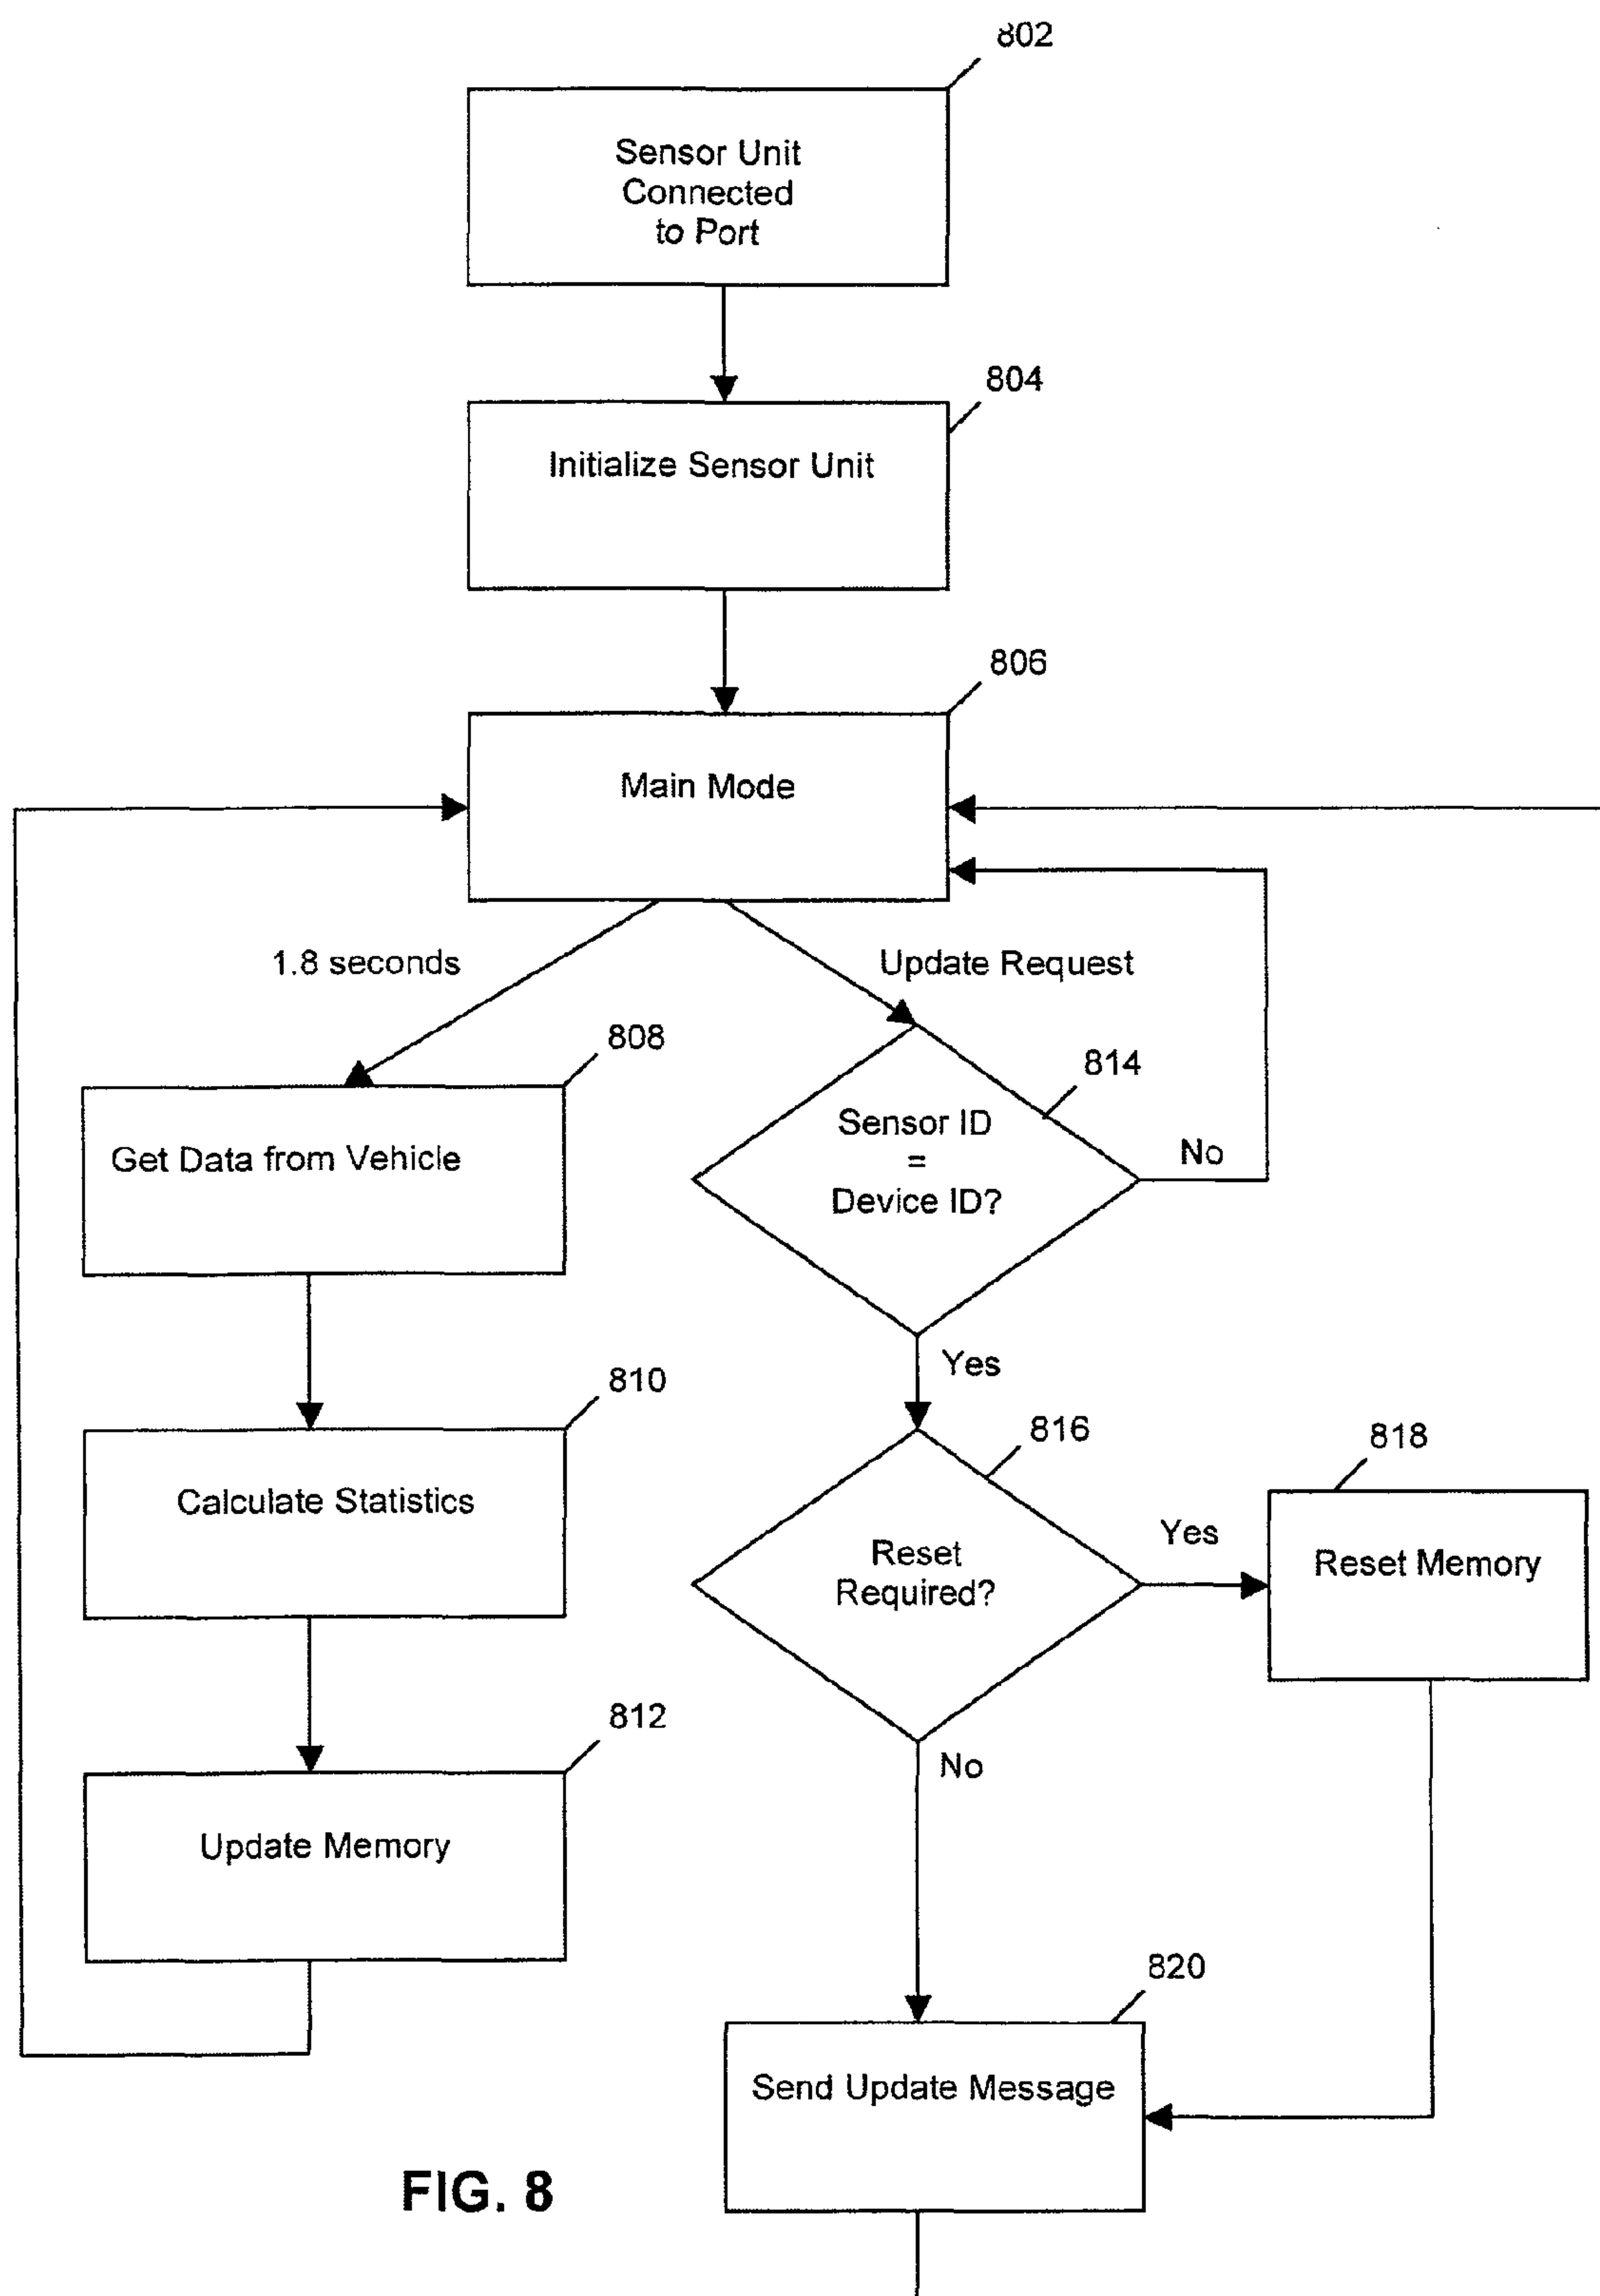 802
Sensor Unit
Connected
to Port
804
Initialize Sensor Unit
806
Main Mode
1.8 seconds
Update Request
808
Get Data from Vehicle
814
Sensor ID
=
Device ID?
No
Yes
810
Calculate Statistics
816
Reset
Required?
Yes
818
Reset Memory
No
812
Update Memory
820
Send Update Message
FIG. 8